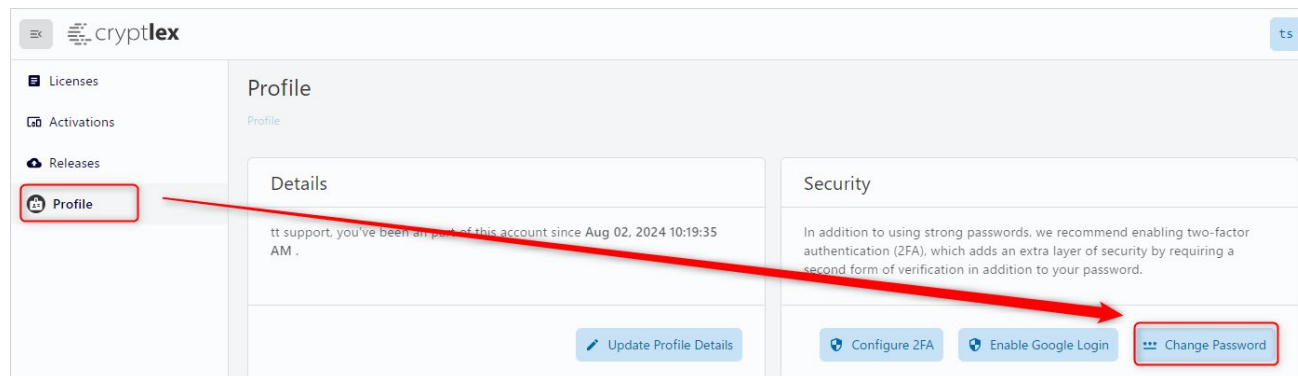 cryptlex
ts
Licenses
Activations
Releases
Profile
Profile
Profile
Details
tt support, you've been an part of this account since Aug 02, 2024 10:19:35
AM .
Update Profile Details
Security
In addition to using strong passwords, we recommend enabling two-factor
authentication (2FA), which adds an extra layer of security by requiring a
second form of verification in addition to your password.
Configure 2FA
Enable Google Login
Change Password